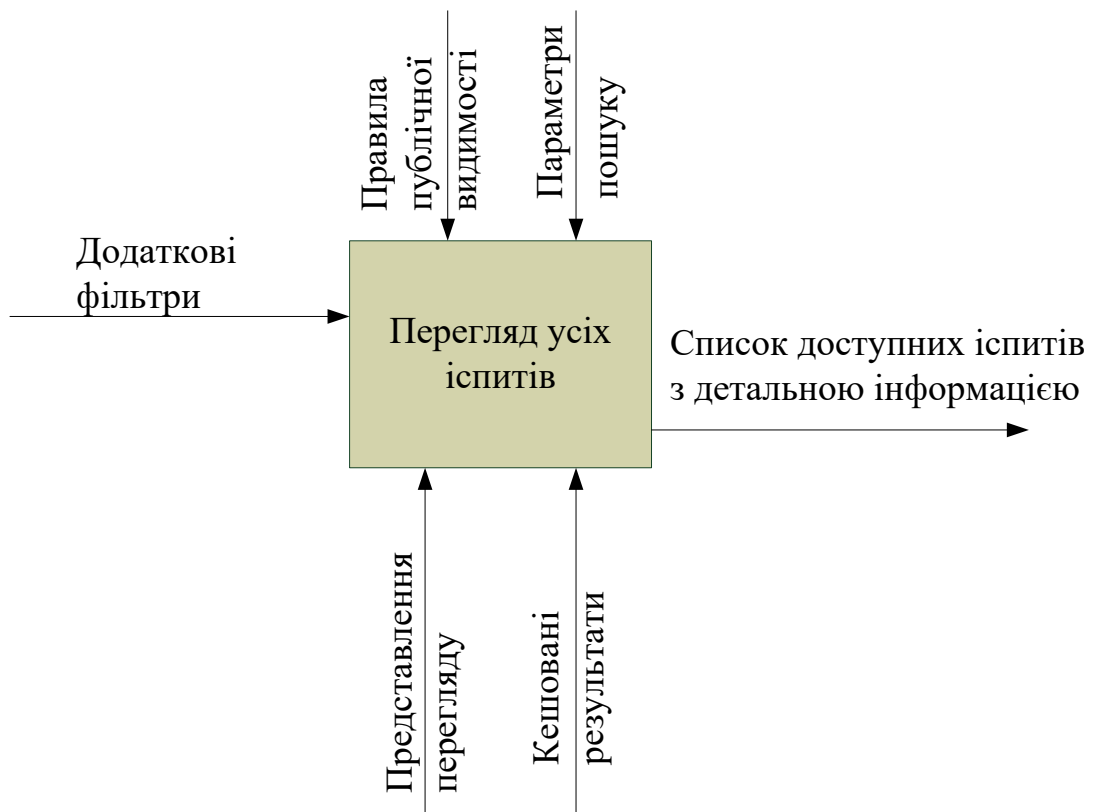 Правила
публічної
видимості
Параметри
пошуку
Додаткові
фільтри
Перегляд усіх
іспитів
Список доступних іспитів
з детальною інформацією
Представлення
перегляду
Кешовані
результати